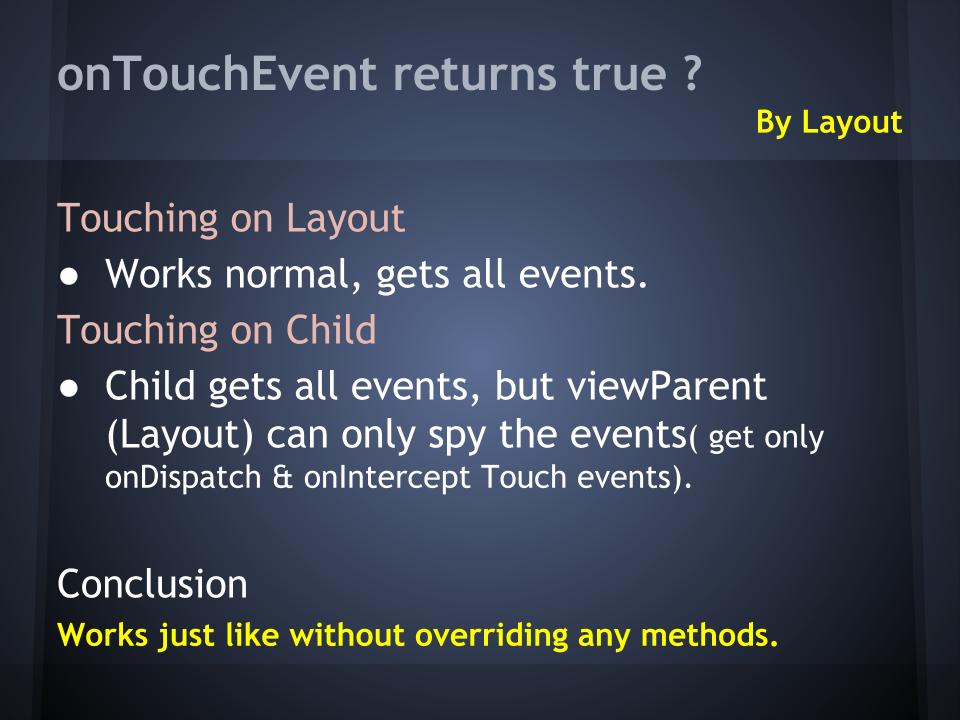 onTouchEvent returns true ?
By Layout
Touching on Layout
● Works normal, gets all events.
Touching on Child
● Child gets all events, but viewParent
(Layout) can only spy the events( get only
onDispatch & onIntercept Touch events).
Conclusion
Works just like without overriding any methods.